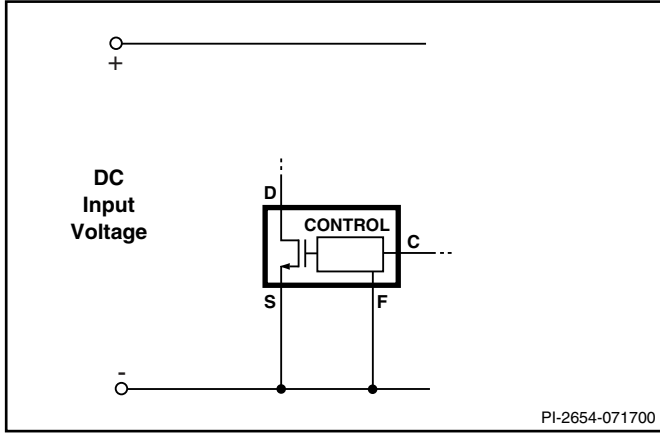 +
DC
Input
Voltage
D
CONTROL
C
S
F
-
PI-2654-071700